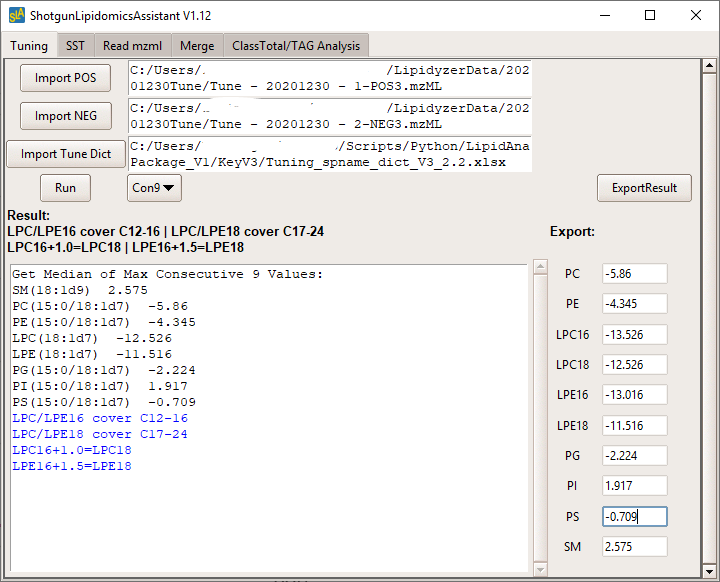 SLA ShotgunLipidomicsAssistant V1.12
Tuning SST Read mzml Merge ClassTotal/TAG Analysis
Import POS
C:/Users/. /LipidyzerData/202
01230Tune/Tune - 20201230 - 1-POS3.mzML
Import NEG
C:/Users/. /LipidyzerData/202
01230Tune/Tune - 20201230 - 2-NEG3.mzML
Import Tune Dict
C:/Users/ /Scripts/Python/LipidAna
Package_V1/KeyV3/Tuning_spname_dict_V3_2.2.xlsx
Run Con9 ExportResult
Result:
LPC/LPE16 cover C12-16 | LPC/LPE18 cover C17-24
LPC16+1.0=LPC18 | LPE16+1.5=LPE18
Get Median of Max Consecutive 9 Values:
SM(18:1d9) 2.575
PC(15:0/18:1d7) -5.86
PE(15:0/18:1d7) -4.345
LPC(18:1d7) -12.526
LPE(18:1d7) -11.516
PG(15:0/18:1d7) -2.224
PI(15:0/18:1d7) 1.917
PS(15:0/18:1d7) -0.709
LPC/LPE16 cover C12-16
LPC/LPE18 cover C17-24
LPC16+1.0=LPC18
LPE16+1.5=LPE18
Export:
PC -5.86
PE -4.345
LPC16 -13.526
LPC18 -12.526
LPE16 -13.016
LPE18 -11.516
PG -2.224
PI 1.917
PS -0.709
SM 2.575